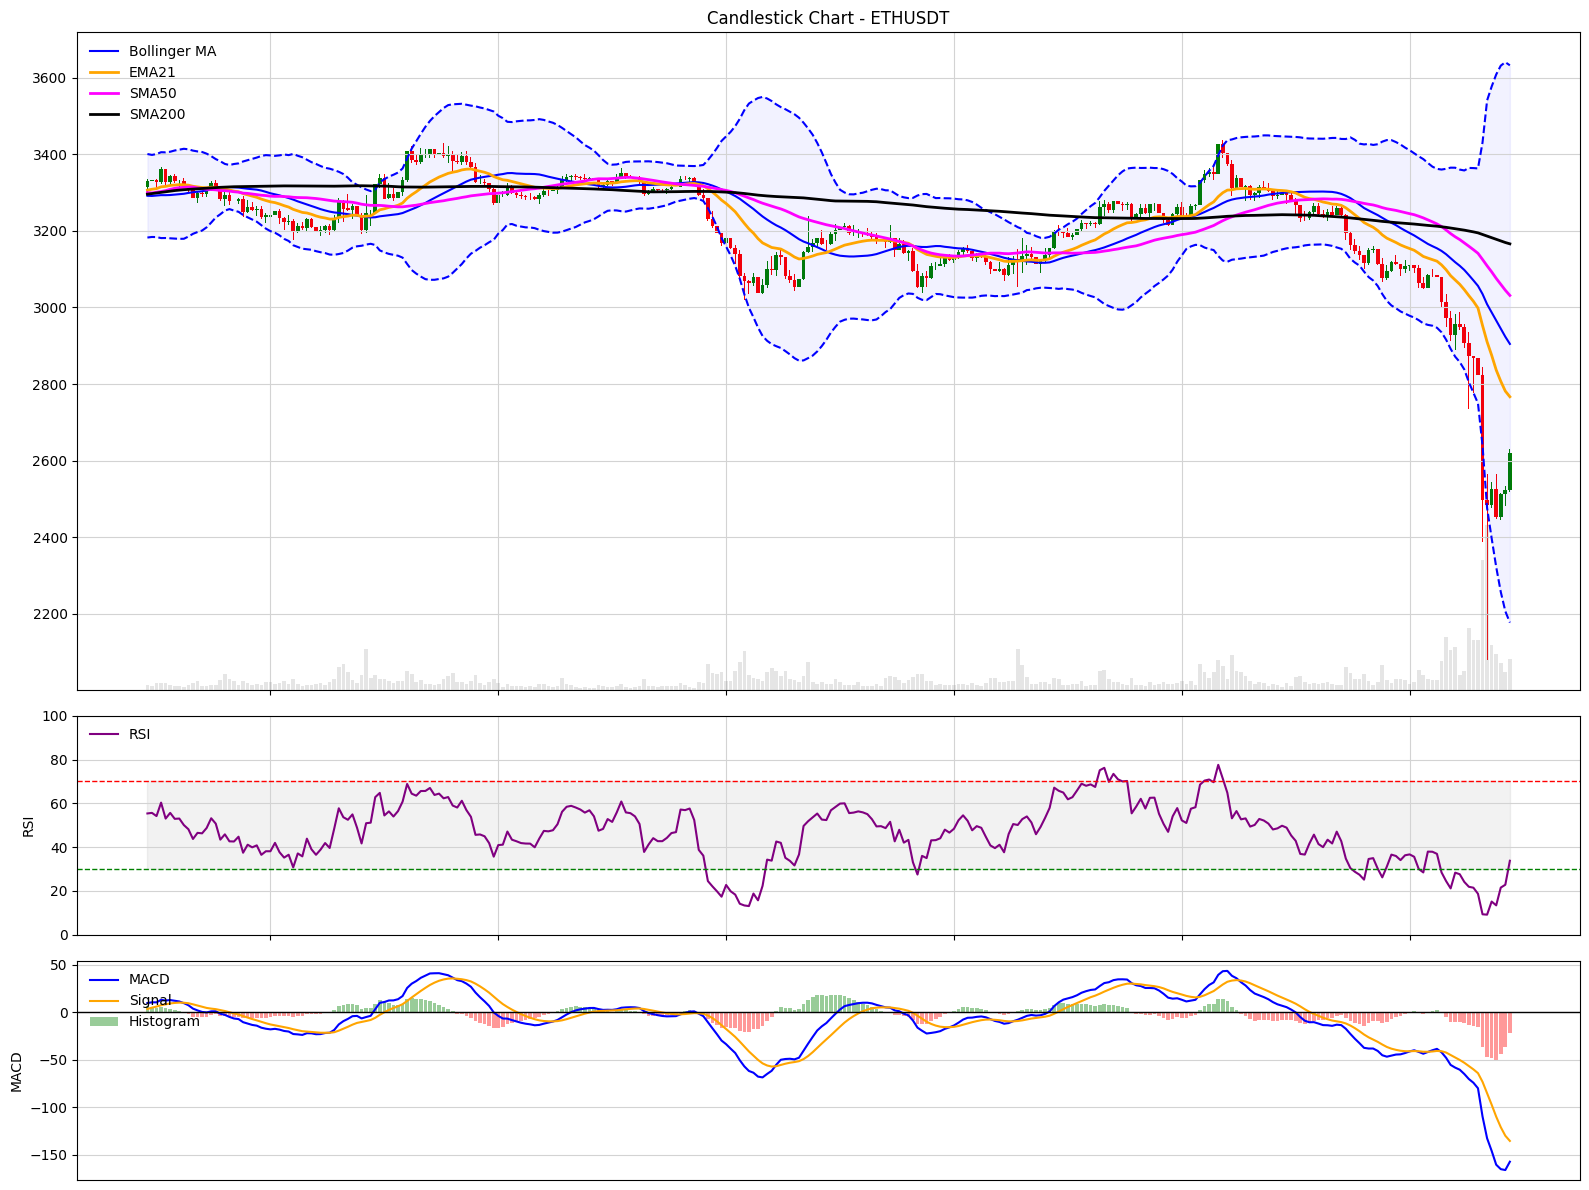 Candlestick Chart - ETHUSDT
Bollinger MA
EMA21
SMA50
SMA200
3600
3400
3200
3000
2800
2600
2400
2200
RSI
RSI
100
80
60
40
20
0
MACD
Signal
Histogram
MACD
50
0
−50
−100
−150